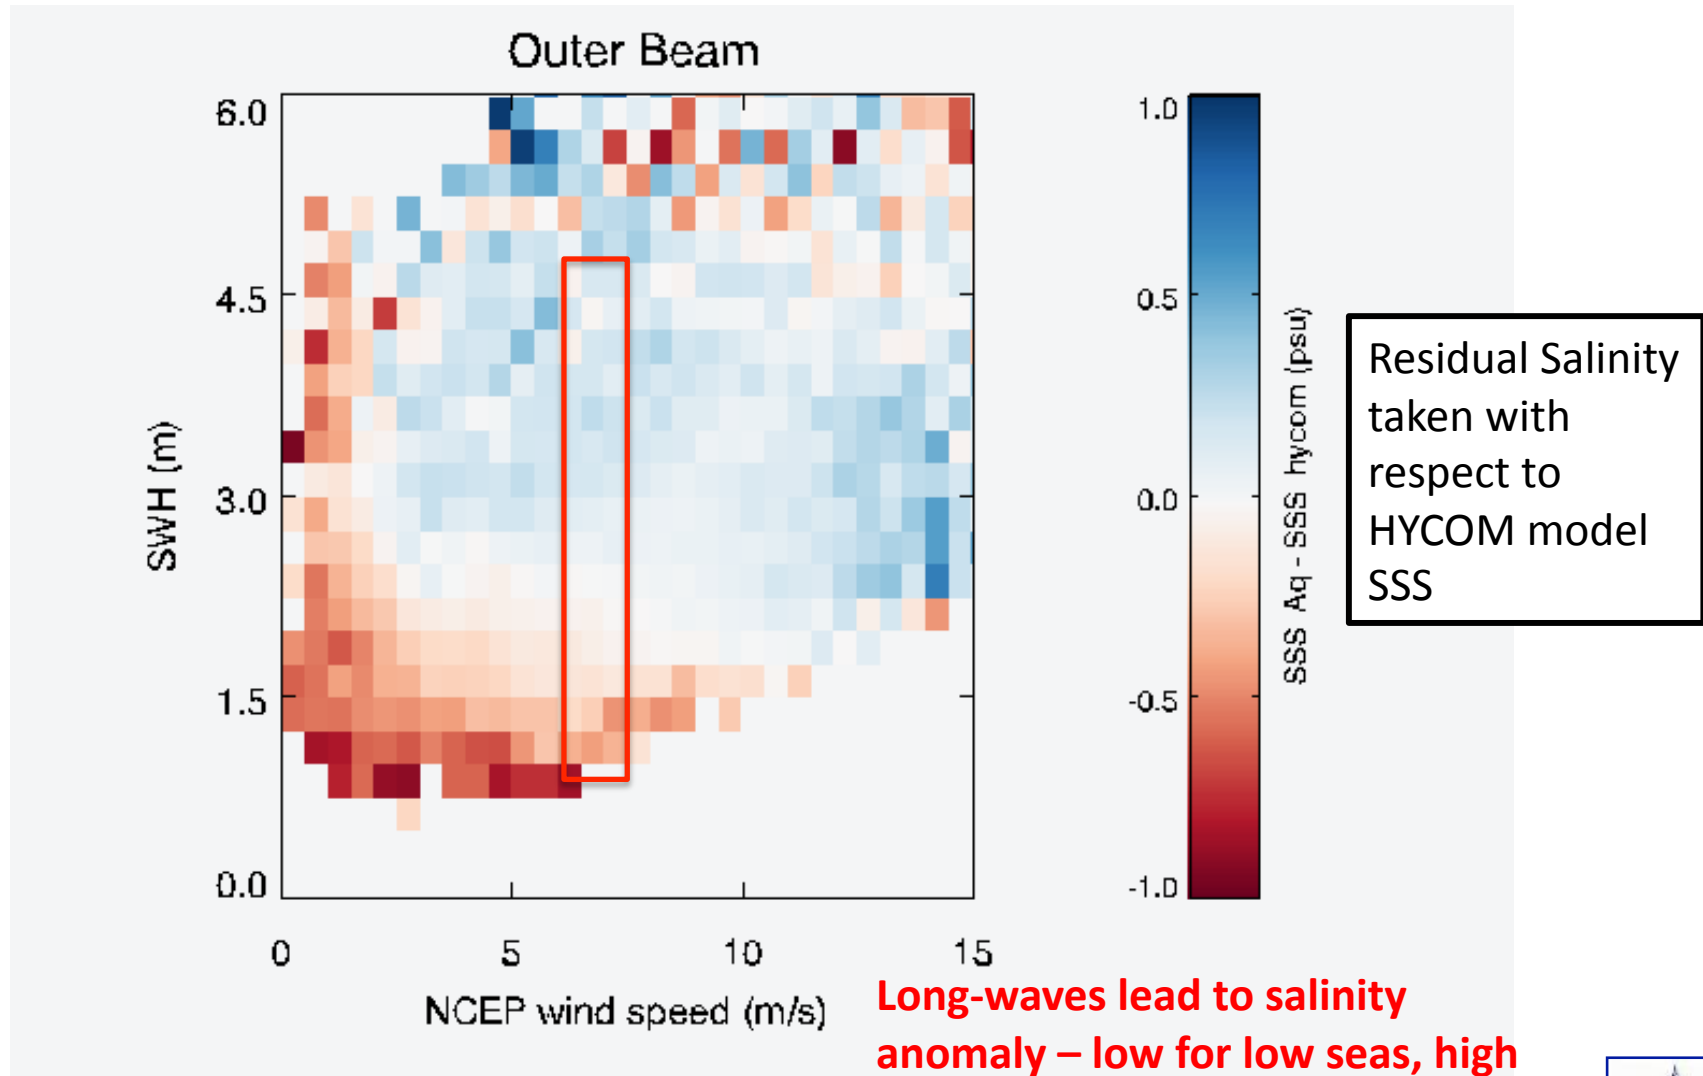 Outer Beam
6.0
4.5
3.0
1.5
0.0
SWH (m)
0
5
10
15
NCEP wind speed (m/s)
1.0
0.5
0.0
-0.5
-1.0
SSS Aq - SSS hycom (psu)
Residual Salinity
taken with
respect to
HYCOM model
SSS
Long-waves lead to salinity
anomaly – low for low seas, high